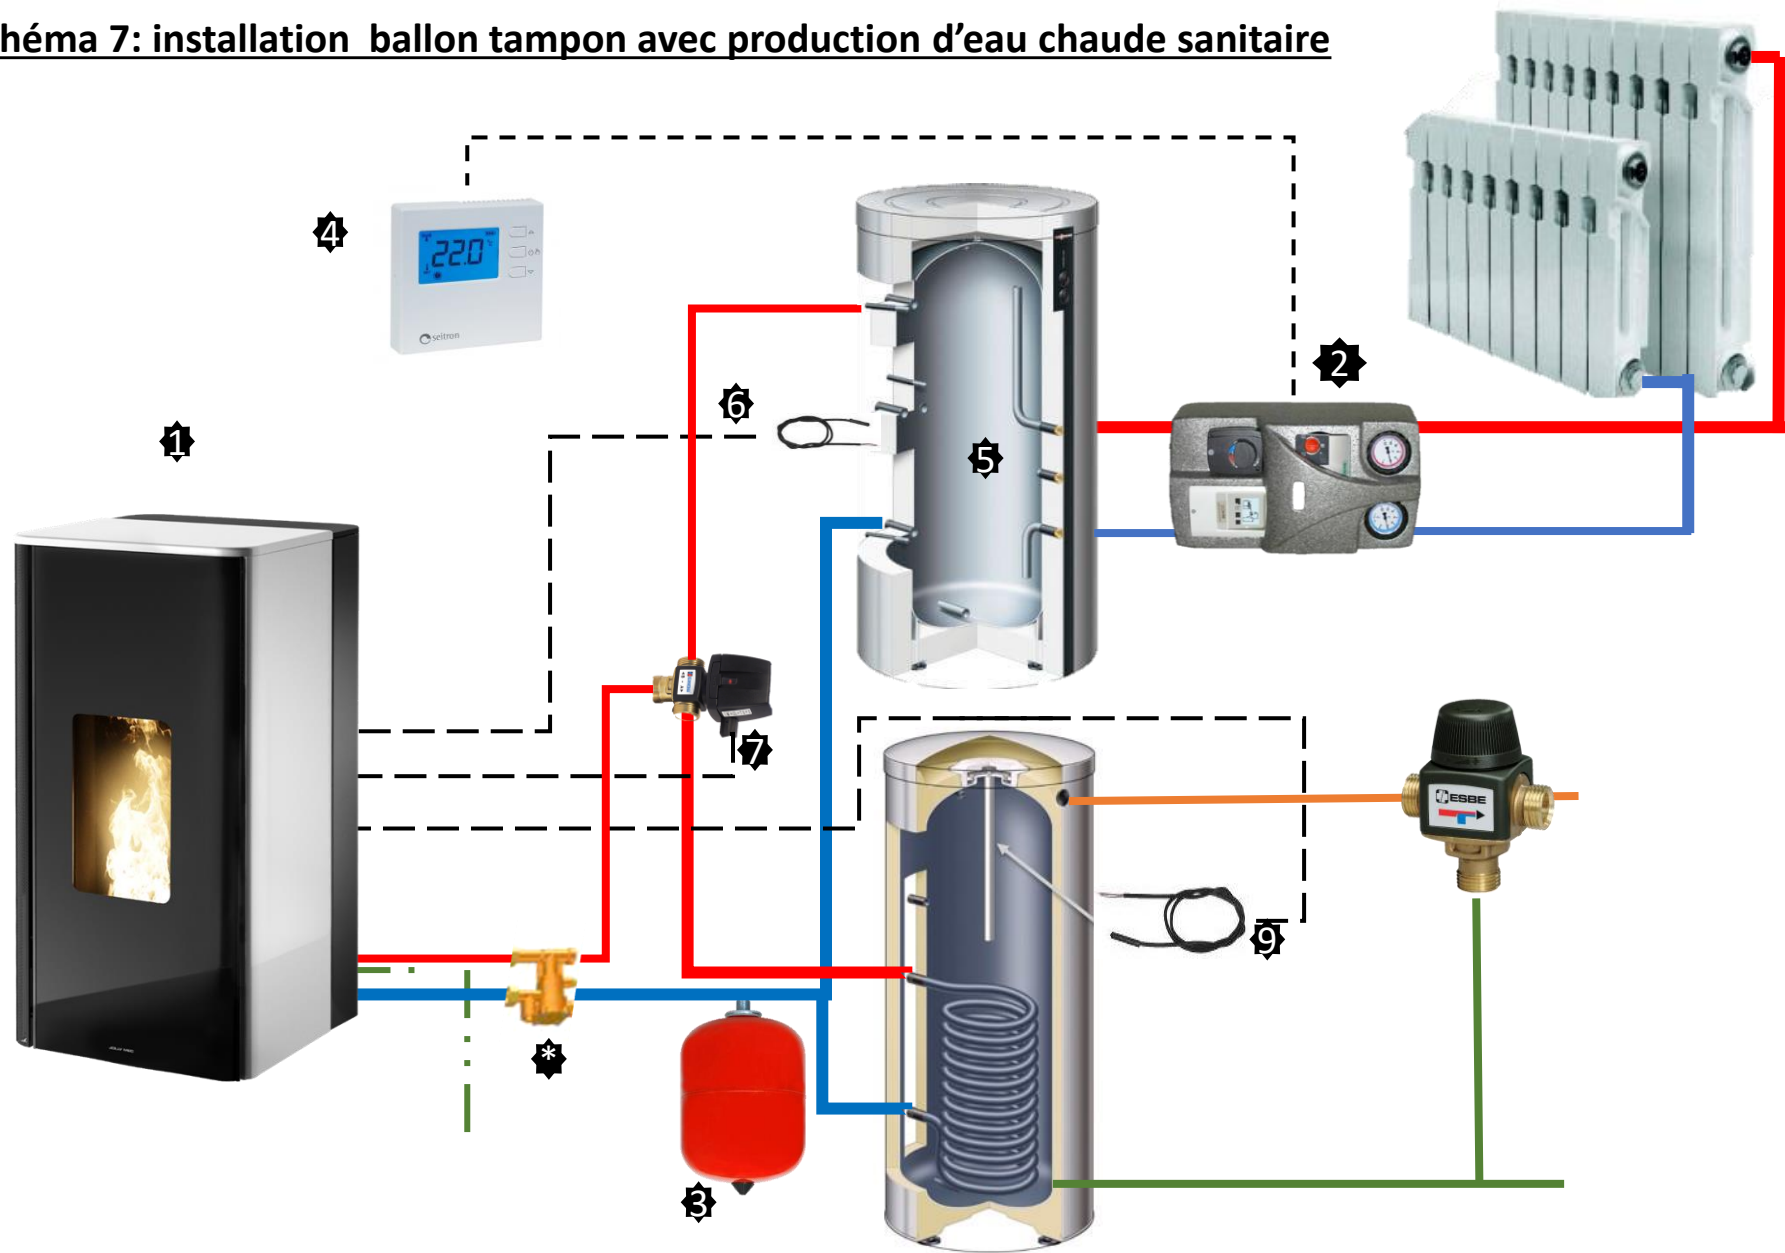 héma 7: installation ballon tampon avec production d’eau chaude sanitaire
4
22.0
°c
seitron
2
6
1
5
7
ESBE
9
*
3